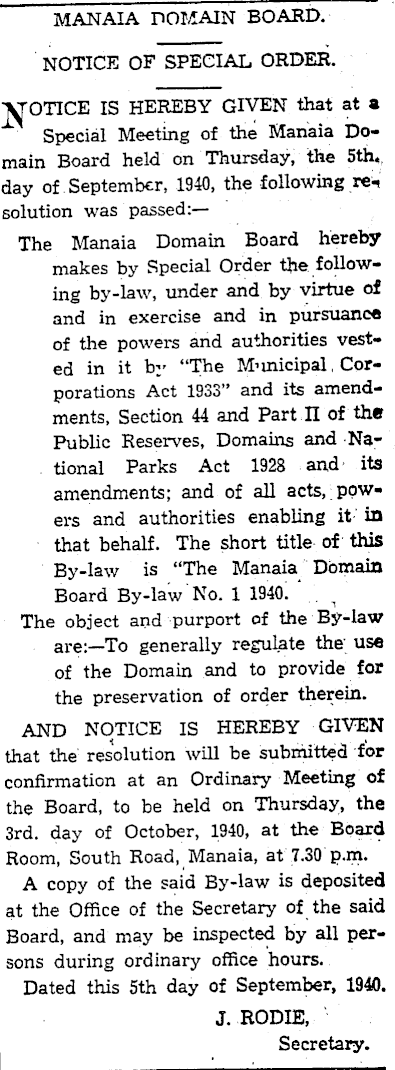 MANAIA DOMAIN BOARD.
NOTICE OF SPECIAL ORDER.
NOTICE IS HEREBY GIVEN that at a
Special Meeting of the Manaia Do-
main Board held on Thursday, the 5th.
day of September, 1940, the following re-
solution was passed:—
The Manaia Domain Board hereby
makes by Special Order the follow-
ing by-law, under and by virtue of
and in exercise and in pursuance
of the powers and authorities vest-
ed in it by "The Municipal Cor-
porations Act 1933" and its amend-
ments, Section 44 and Part II of the
Public Reserves, Domains and Na-
tional Parks Act 1928 and its
amendments; and of all acts, pow-
ers and authorities enabling it in
that behalf. The short title of this
By-law is "The Manaia Domain
Board By-law No. 1 1940.
The object and purport of the By-law
are:—To generally regulate the use
of the Domain and to provide for
the preservation of order therein.
AND NOTICE IS HEREBY GIVEN
that the resolution will be submitted for
confirmation at an Ordinary Meeting of
the Board, to be held on Thursday, the
3rd. day of October, 1940, at the Board
Room, South Road, Manaia, at 7.30 p.m.
A copy of the said By-law is deposited
at the Office of the Secretary of the said
Board, and may be inspected by all per-
sons during ordinary office hours.
Dated this 5th day of September, 1940.
J. RODIE,
Secretary.